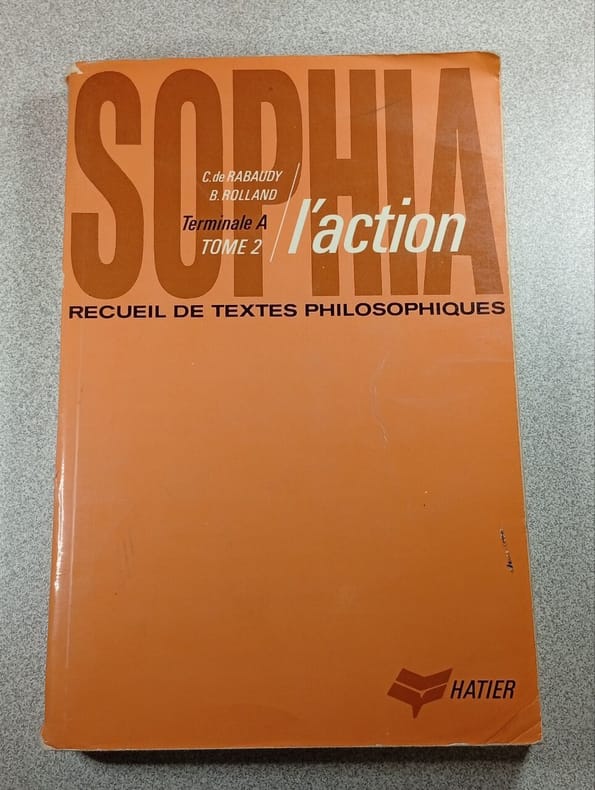 SOPHIA
C. de RABAUDY
B. ROLLAND
Terminale A
TOME 2
l'action
RECUEIL DE TEXTES PHILOSOPHIQUES
HATIER